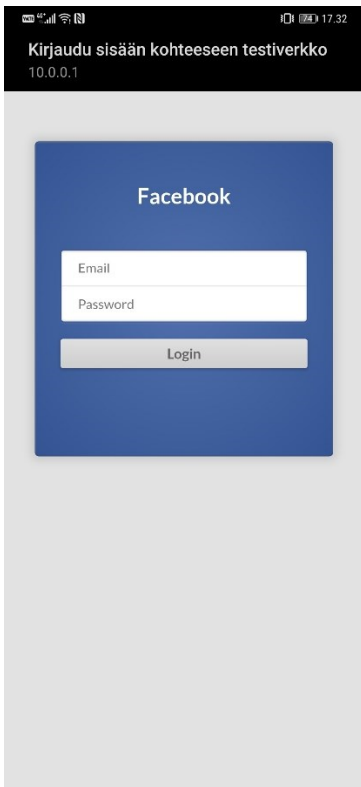 17.32
Kirjaudu sisään kohteeseen testiverkko
10.0.0.1
Facebook
Email
Password
Login